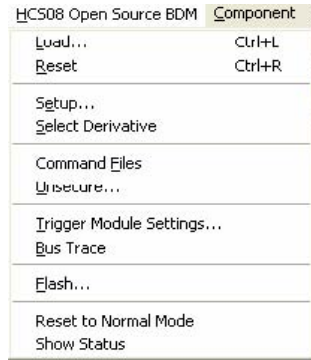 HCS08 Open Source BDM Component
Load... Ctrl+L
Reset Ctrl+R
Setup...
Select Derivative
Command Files
Unsecure...
Trigger Module Settings...
Bus Trace
Flash...
Reset to Normal Mode
Show Status